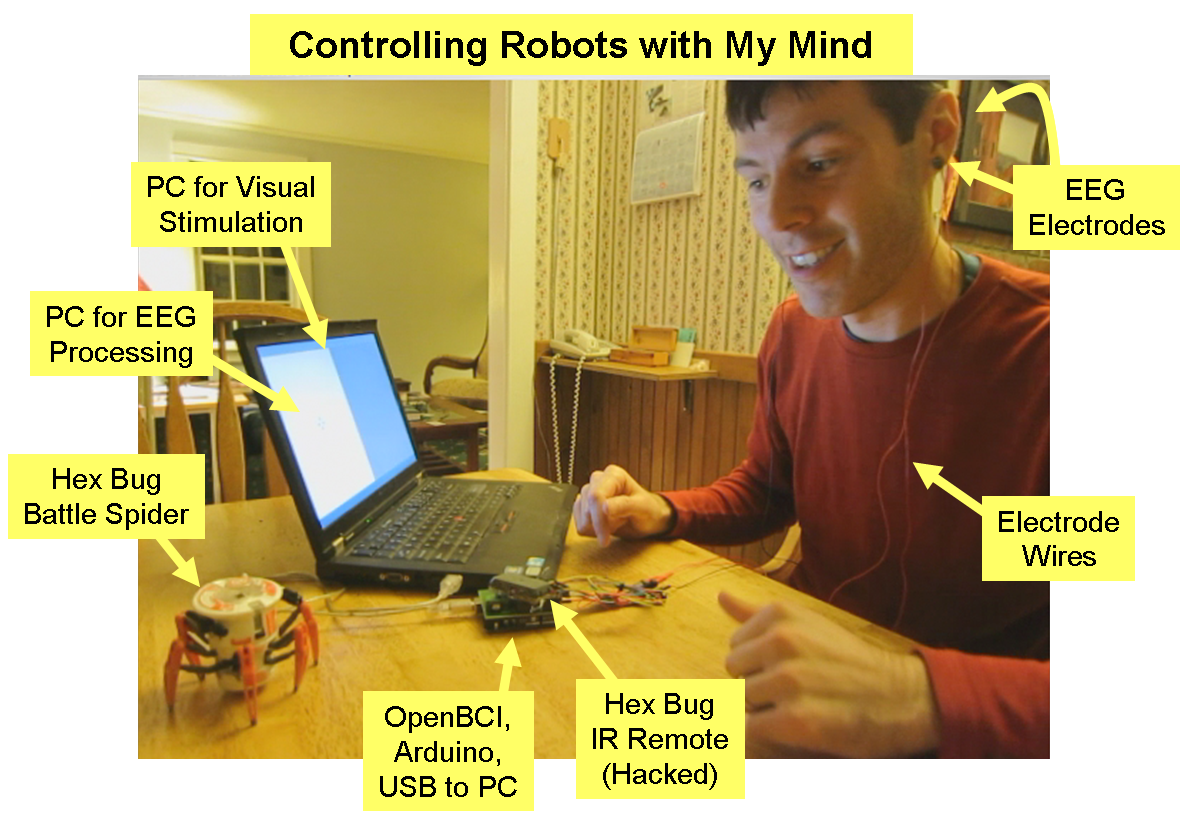 Controlling Robots with My Mind
PC for Visual
Stimulation
EEG
Electrodes
PC for EEG
Processing
Hex Bug
Battle Spider
Electrode
Wires
OpenBCI,
Arduino,
USB to PC
Hex Bug
IR Remote
(Hacked)